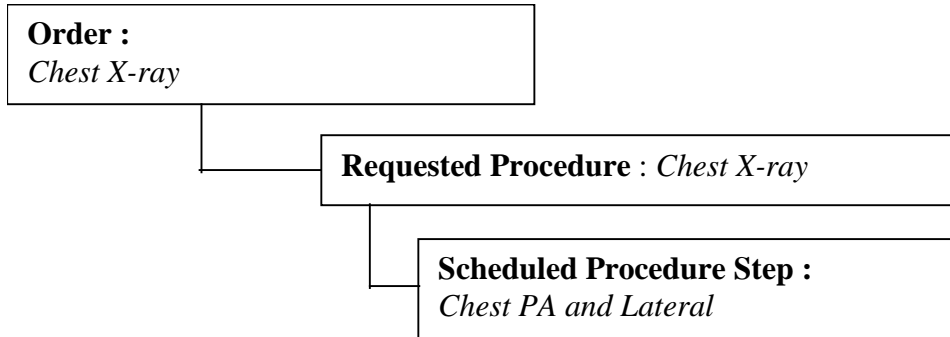 Order :
Chest X-ray
Requested Procedure : Chest X-ray
Scheduled Procedure Step :
Chest PA and Lateral